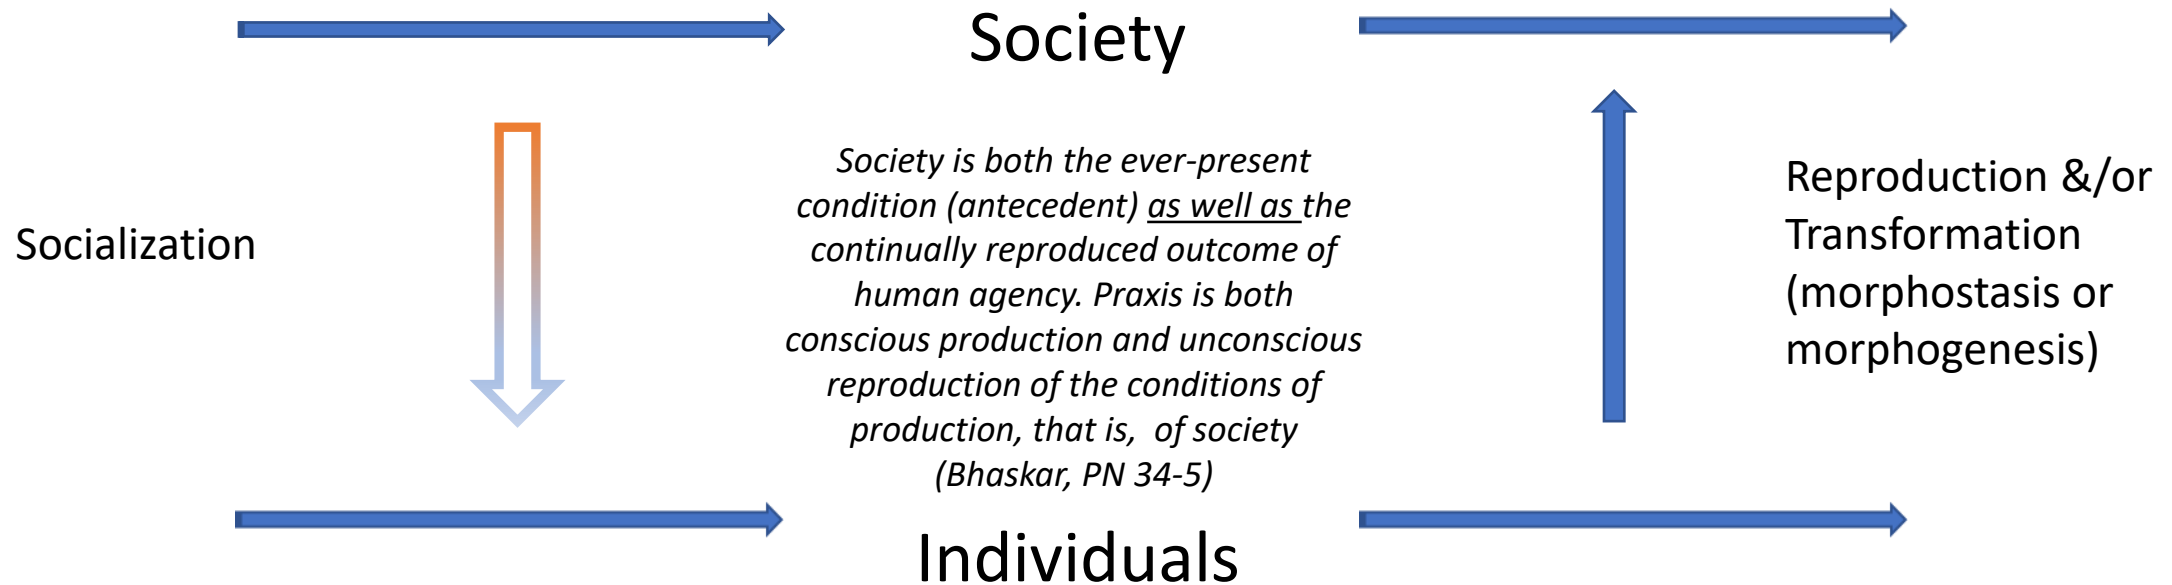 Society
Socialization
Society is both the ever-present
condition (antecedent) as well as the
continually reproduced outcome of
human agency. Praxis is both
conscious production and unconscious
reproduction of the conditions of
production, that is, of society
(Bhaskar, PN 34-5)
Reproduction &/or
Transformation
(morphostasis or
morphogenesis)
Individuals